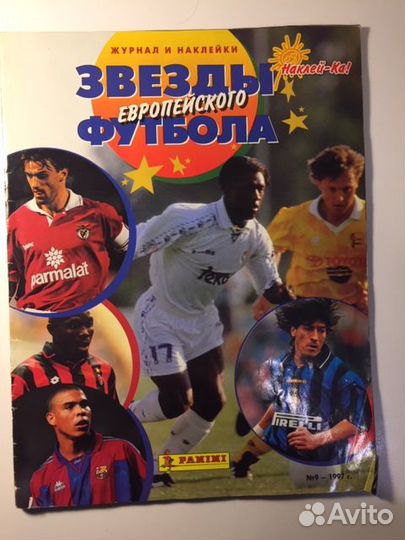 ЖУРНАЛ И НАКЛЕЙКИ
ЗВЕЗДЫ
ЕВРОПЕЙСКОГО
ФУТБОЛА
Наклей-Ка!
parmalat
Teka
TOYOTA
17
PIRELLI
PANINI
№9 – 1997 г.
Avito